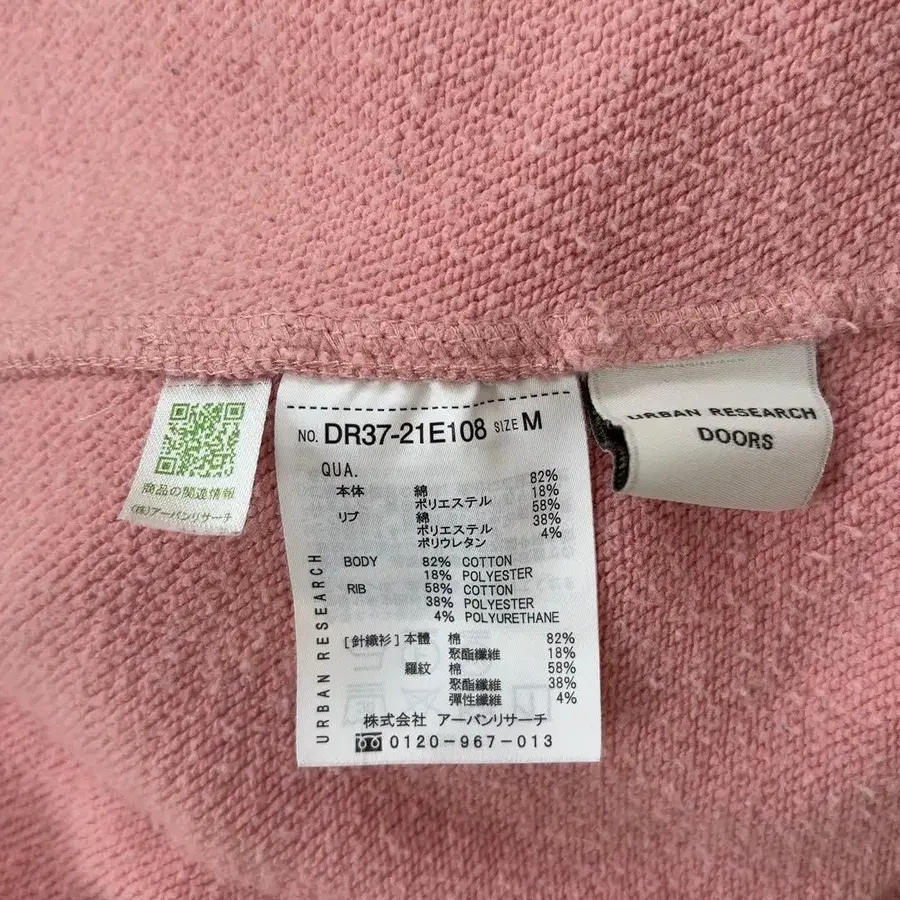 商品の関連情報
(株)アーバンリサーチ
NO. DR37-21E108 SIZE M
QUA.
本体 綿 82%
ポリエステル 18%
リブ 綿 58%
ポリエステル 38%
ポリウレタン 4%
BODY 82% COTTON
18% POLYESTER
RIB 58% COTTON
38% POLYESTER
4% POLYURETHANE
[針織衫] 本體 棉 82%
聚酯纖維 18%
羅紋 棉 58%
聚酯纖維 38%
彈性纖維 4%
株式会社 アーバンリサーチ
0120-967-013
URBAN RESEARCH
URBAN RESEARCH
DOORS